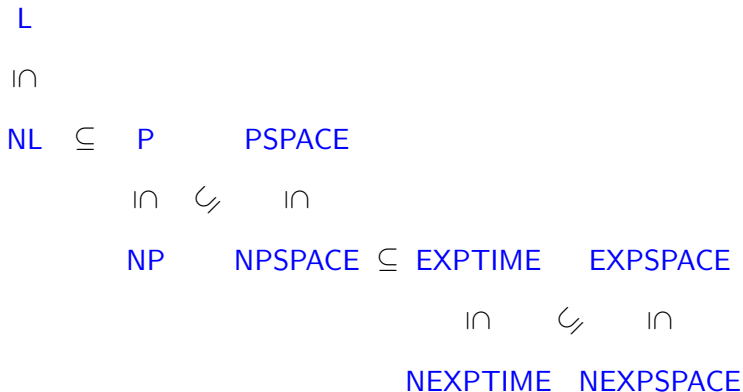 L
⊆
NL ⊆ P PSPACE
⊆ ⊆ ⊆
NP NPSPACE ⊆ EXPTIME EXPSPACE
⊆ ⊆ ⊆
NEXPTIME NEXPSPACE